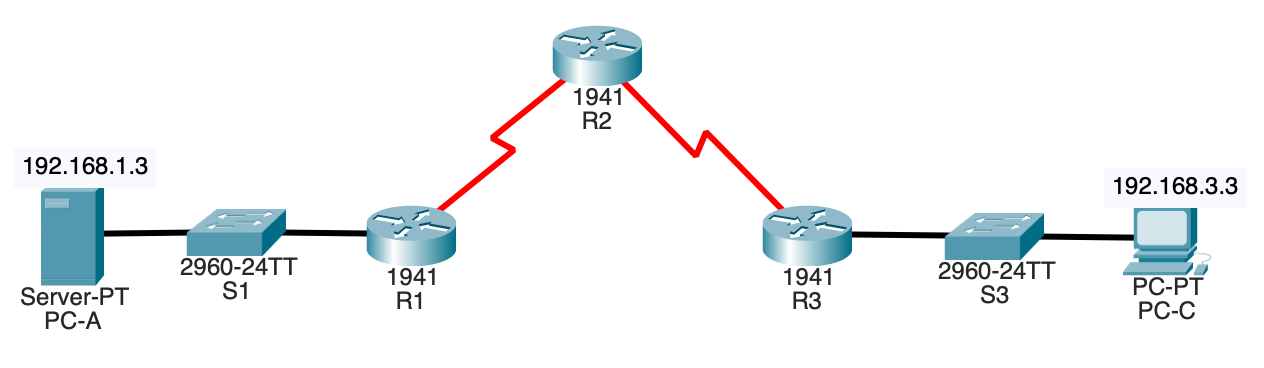 1941
R2
192.168.1.3
192.168.3.3
2960-24TT
S1
1941
R1
1941
R3
2960-24TT
S3
Server-PT
PC-A
PC-PT
PC-C